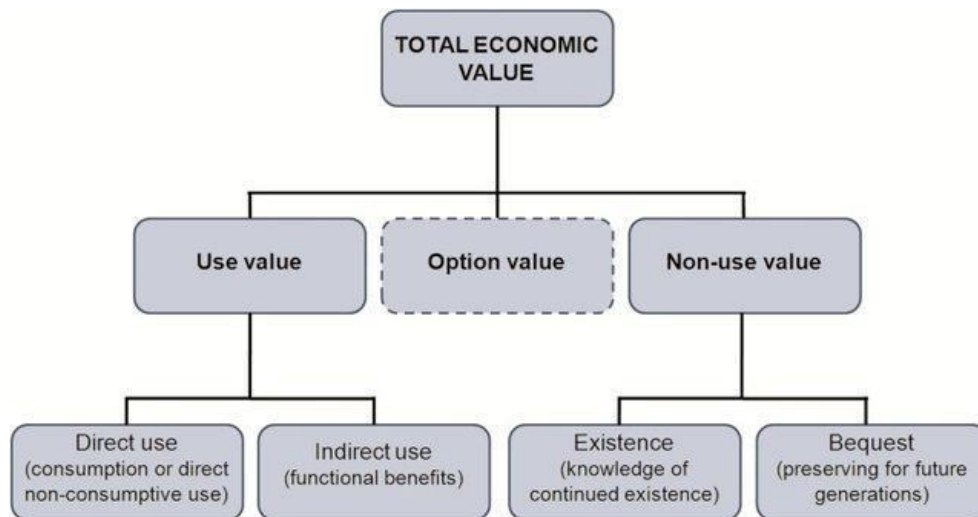 TOTAL ECONOMIC
VALUE
Use value
Option value
Non-use value
Direct use
(consumption or direct
non-consumptive use)
Indirect use
(functional benefits)
Existence
(knowledge of
continued existence)
Bequest
(preserving for future
generations)